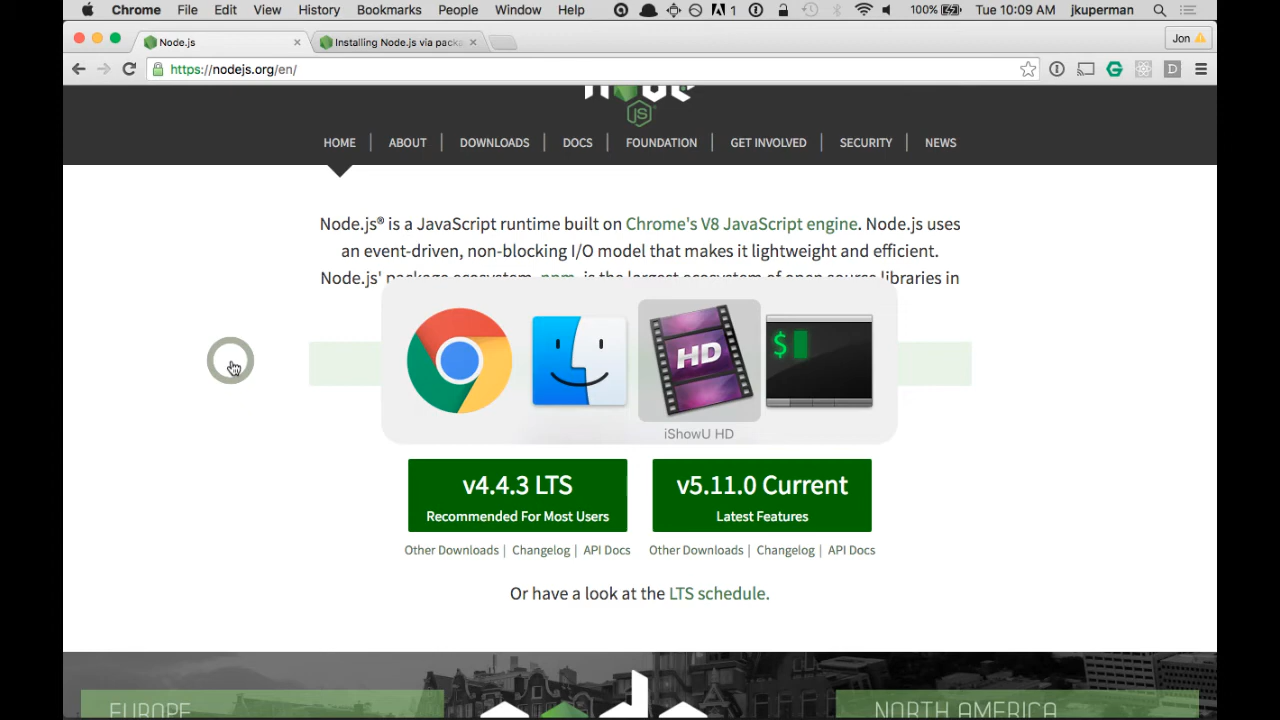 Chrome File Edit View History Bookmarks People Window Help 1 100% Tue 10:09 AM jkuperman
Node.js × Installing Node.js via packa × Jon
https://nodejs.org/en/
JS
HOME | ABOUT | DOWNLOADS | DOCS | FOUNDATION | GET INVOLVED | SECURITY | NEWS
Node.js® is a JavaScript runtime built on Chrome's V8 JavaScript engine. Node.js uses
an event-driven, non-blocking I/O model that makes it lightweight and efficient.
Node.js' package ecosystem, npm, is the largest ecosystem of open source libraries in
HD
$
iShowU HD
v4.4.3 LTS
Recommended For Most Users
v5.11.0 Current
Latest Features
Other Downloads | Changelog | API Docs
Other Downloads | Changelog | API Docs
Or have a look at the LTS schedule.
EUROPE
NORTH AMERICA